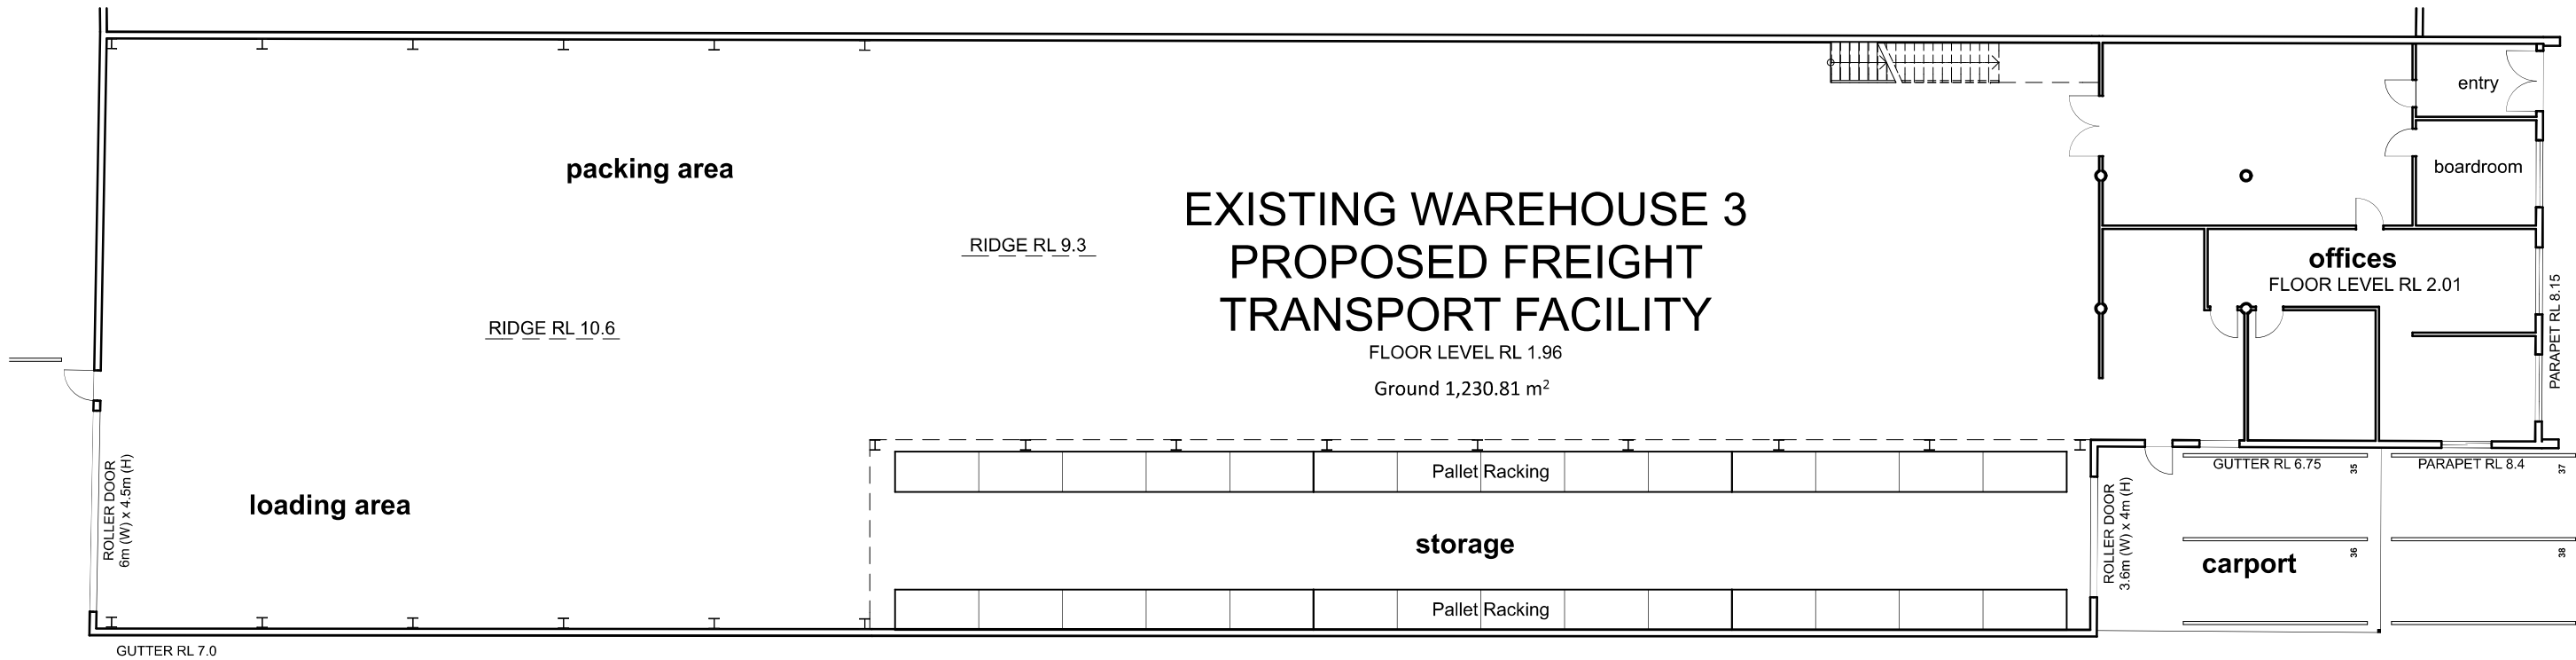 entry
packing area
boardroom
EXISTING WAREHOUSE 3
PROPOSED FREIGHT
TRANSPORT FACILITY
RIDGE RL 9.3
offices
FLOOR LEVEL RL 2.01
PARAPET RL 8.15
RIDGE RL 10.6
FLOOR LEVEL RL 1.96
Ground 1,230.81 m²
ROLLER DOOR
6m (W) x 4.5m (H)
loading area
Pallet Racking
storage
Pallet Racking
ROLLER DOOR
3.6m (W) x 4m (H)
GUTTER RL 6.75
35
PARAPET RL 8.4
37
carport
36
38
GUTTER RL 7.0